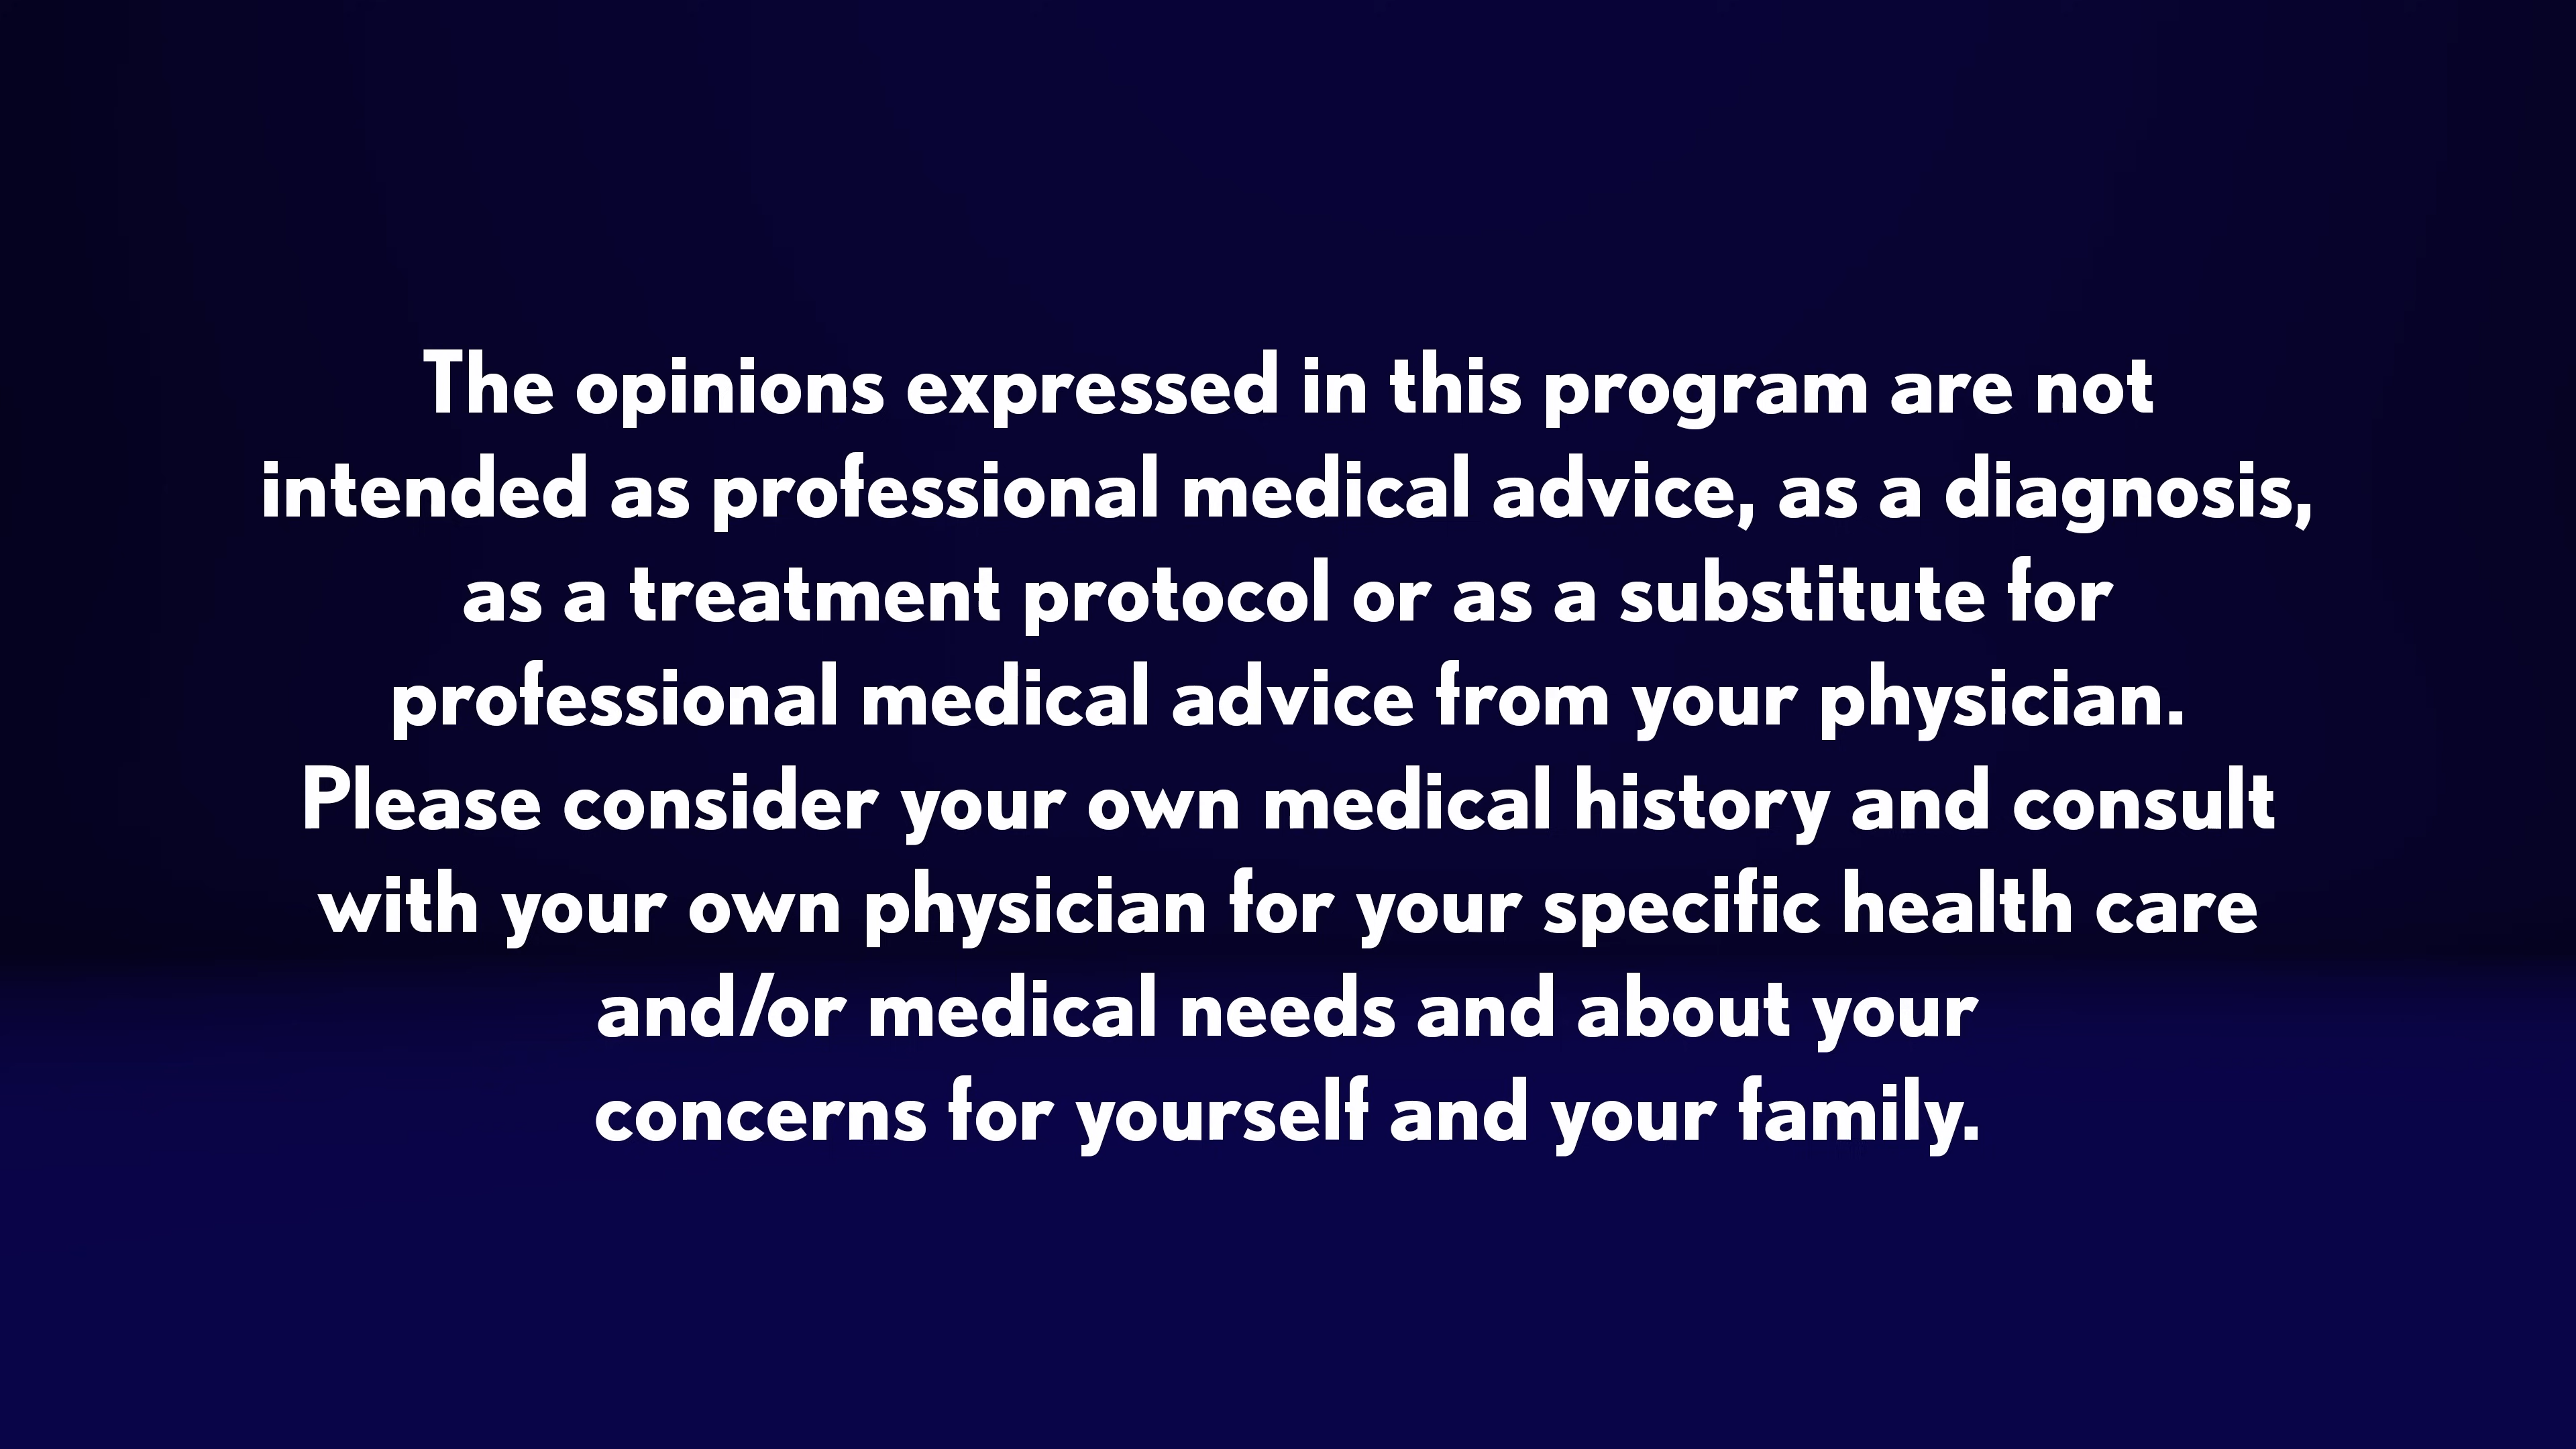 The opinions expressed in this program are not
intended as professional medical advice, as a diagnosis,
as a treatment protocol or as a substitute for
professional medical advice from your physician.
Please consider your own medical history and consult
with your own physician for your specific health care
and/or medical needs and about your
concerns for yourself and your family.